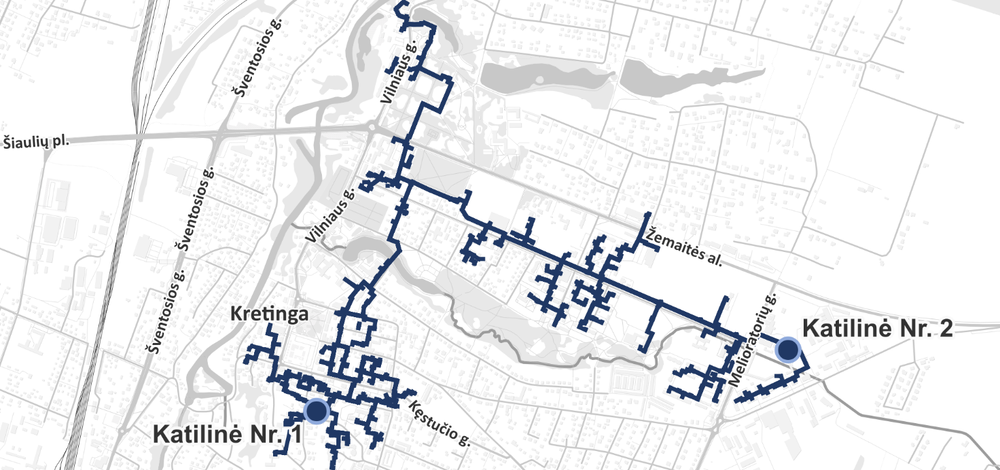 Šventosios g.
Vilniaus g.
Šiaulių pl.
Šventosios g.
Vilniaus g.
Žemaitės al.
Šventosios g.
Kretinga
Melioratorių g.
Katilinė Nr. 2
Kęstučio g.
Katilinė Nr. 1